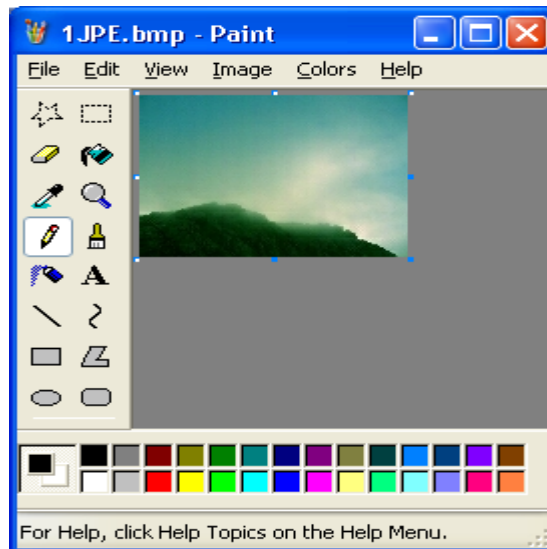 1JPE.bmp - Paint
File Edit View Image Colors Help
A
For Help, click Help Topics on the Help Menu.